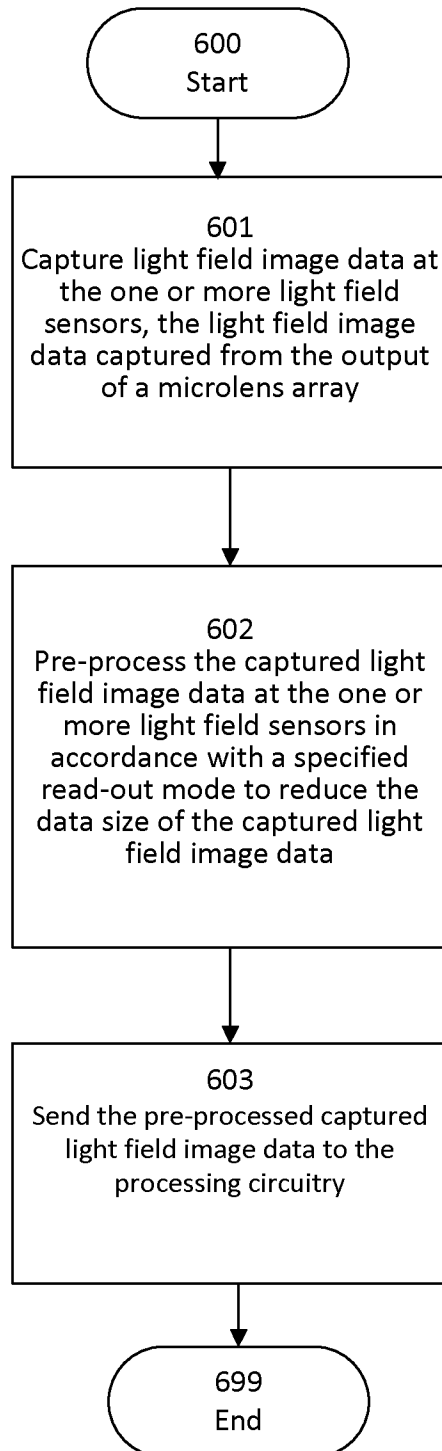 600
Start
601
Capture light field image data at
the one or more light field
sensors, the light field image
data captured from the output
of a microlens array
602
Pre-process the captured light
field image data at the one or
more light field sensors in
accordance with a specified
read-out mode to reduce the
data size of the captured light
field image data
603
Send the pre-processed captured
light field image data to the
processing circuitry
699
End